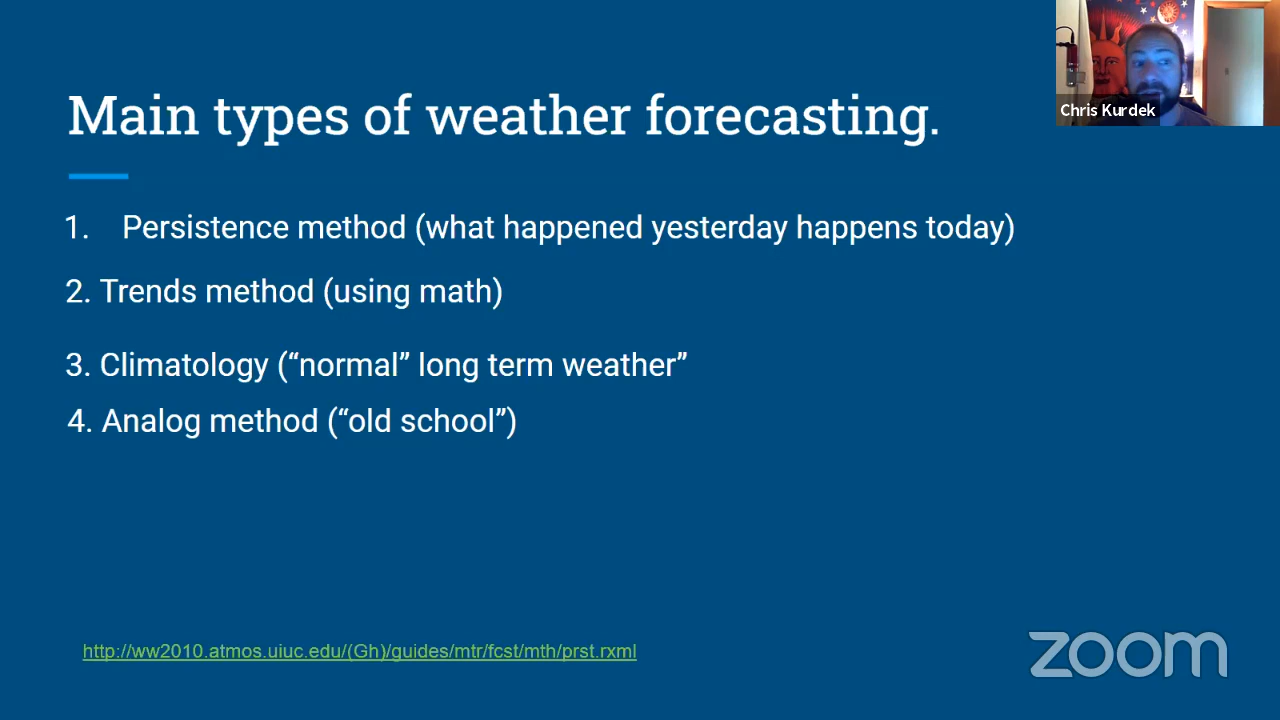 Main types of weather forecasting.
Chris Kurdek
1. Persistence method (what happened yesterday happens today)
2. Trends method (using math)
3. Climatology (“normal” long term weather”
4. Analog method (“old school”)
http://ww2010.atmos.uiuc.edu/(Gh)/guides/mtr/fcst/mth/prst.rxml
zoom